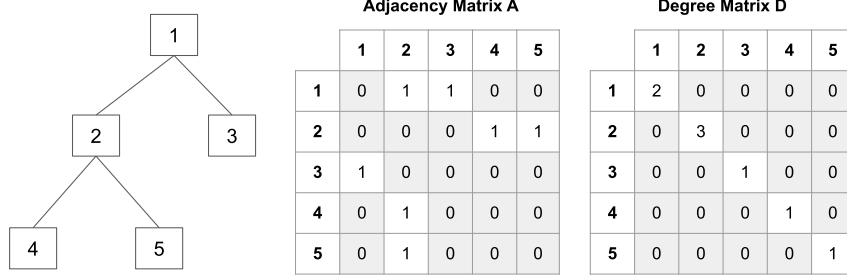 Adjacency Matrix A
Degree Matrix D
1
2 3
4 5
1 2 3 4 5
1 0 1 1 0 0
2 0 0 0 1 1
3 1 0 0 0 0
4 0 1 0 0 0
5 0 1 0 0 0
1 2 3 4 5
1 2 0 0 0 0
2 0 3 0 0 0
3 0 0 1 0 0
4 0 0 0 1 0
5 0 0 0 0 1